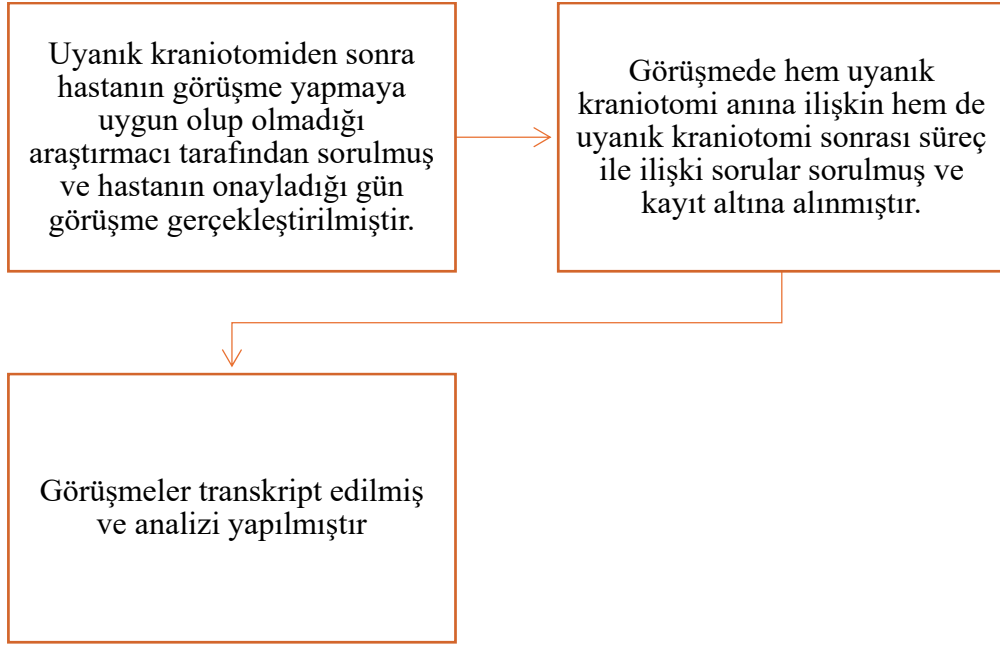 Uyanık kraniotomiden sonra
hastanın görüşme yapmaya
uygun olup olmadığı
araştırmacı tarafından sorulmuş
ve hastanın onayladığı gün
görüşme gerçekleştirilmiştir.
Görüşmede hem uyanık
kraniotomi anına ilişkin hem de
uyanık kraniotomi sonrası süreç
ile ilişki sorular sorulmuş ve
kayıt altına alınmıştır.
Görüşmeler transkript edilmiş
ve analizi yapılmıştır